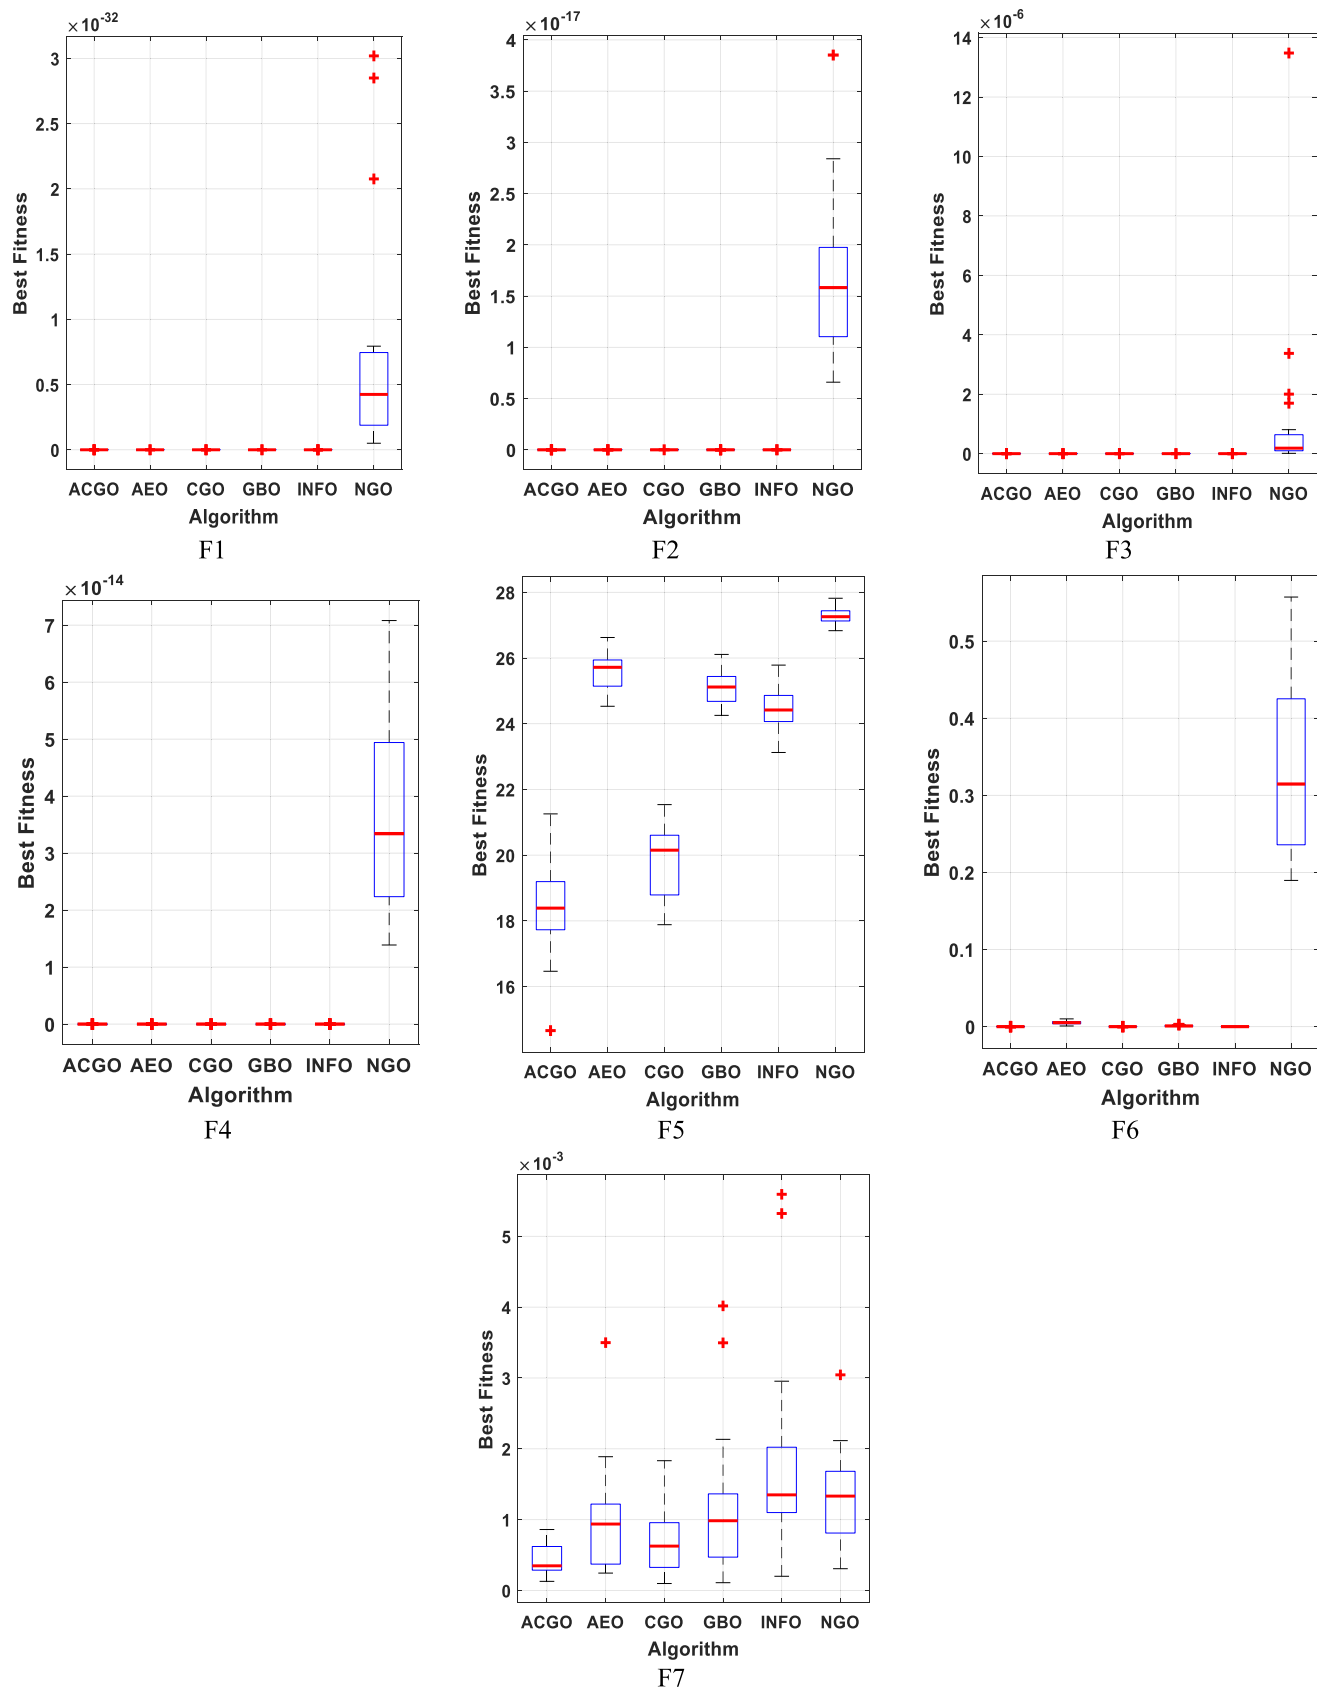 ×10-32
3
2.5
2
1.5
1
0.5
0
Best Fitness
ACGO AEO CGO GBO INFO NGO
Algorithm
F1
×10-17
4
3.5
3
2.5
2
1.5
1
0.5
0
Best Fitness
ACGO AEO CGO GBO INFO NGO
Algorithm
F2
×10-6
14
12
10
8
6
4
2
0
Best Fitness
ACGO AEO CGO GBO INFO NGO
Algorithm
F3
×10-14
7
6
5
4
3
2
1
0
Best Fitness
ACGO AEO CGO GBO INFO NGO
Algorithm
F4
28
26
24
22
20
18
16
Best Fitness
ACGO AEO CGO GBO INFO NGO
Algorithm
F5
0.5
0.4
0.3
0.2
0.1
0
Best Fitness
ACGO AEO CGO GBO INFO NGO
Algorithm
F6
×10-3
5
4
3
2
1
0
Best Fitness
ACGO AEO CGO GBO INFO NGO
Algorithm
F7